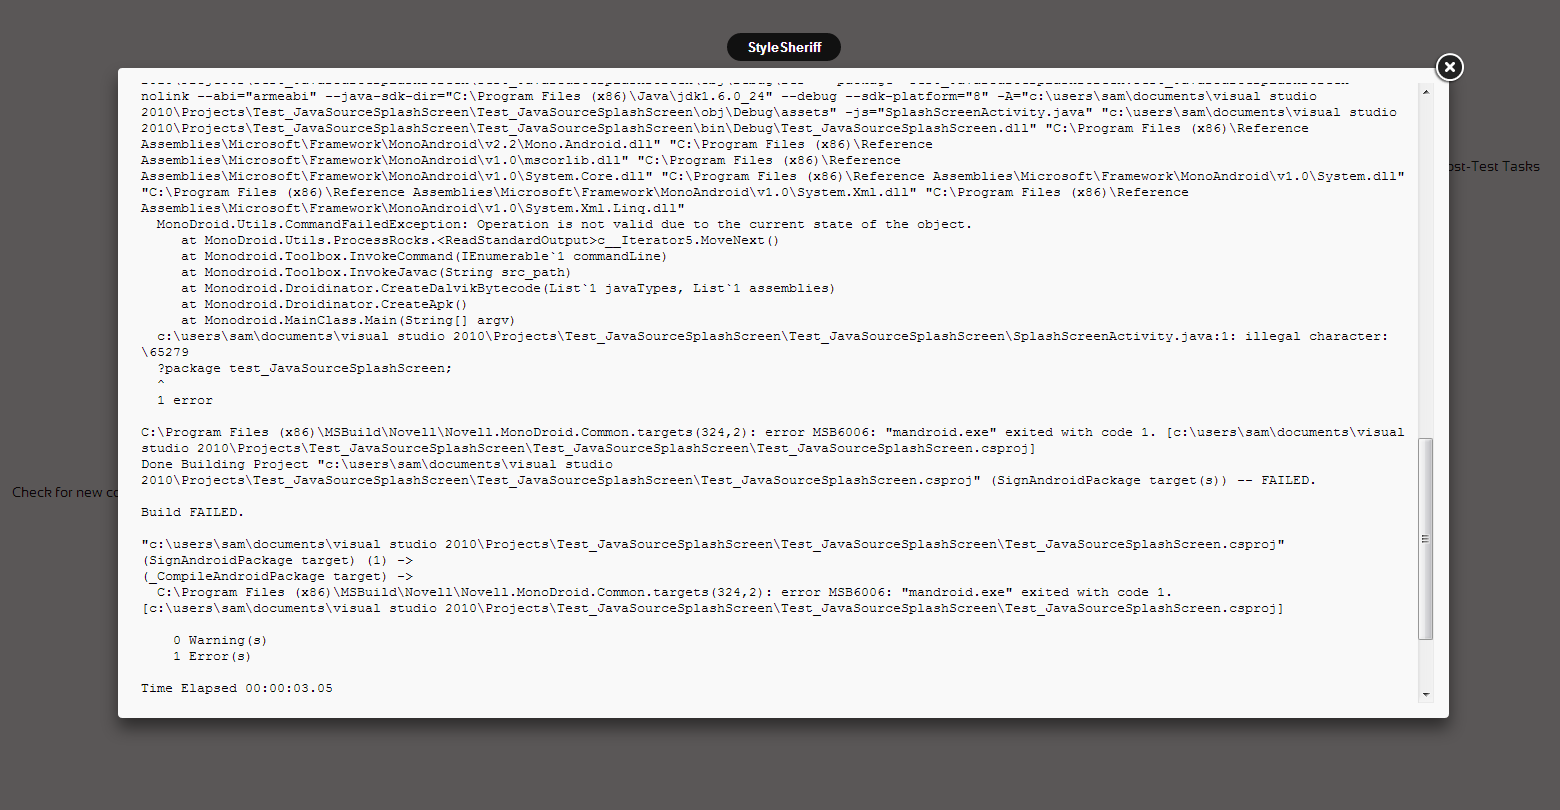 StyleSheriff
nolink --abi="armeabi" --java-sdk-dir="C:\Program Files (x86)\Java\jdk1.6.0_24" --debug --sdk-platform="8" -A="c:\users\sam\documents\visual studio
2010\Projects\Test_JavaSourceSplashScreen\Test_JavaSourceSplashScreen\obj\Debug\assets" -js="SplashScreenActivity.java" "c:\users\sam\documents\visual studio
2010\Projects\Test_JavaSourceSplashScreen\Test_JavaSourceSplashScreen\bin\Debug\Test_JavaSourceSplashScreen.dll" "C:\Program Files (x86)\Reference
Assemblies\Microsoft\Framework\MonoAndroid\v2.2\Mono.Android.dll" "C:\Program Files (x86)\Reference
Assemblies\Microsoft\Framework\MonoAndroid\v1.0\mscorlib.dll" "C:\Program Files (x86)\Reference
Assemblies\Microsoft\Framework\MonoAndroid\v1.0\System.Core.dll" "C:\Program Files (x86)\Reference Assemblies\Microsoft\Framework\MonoAndroid\v1.0\System.dll"
"C:\Program Files (x86)\Reference Assemblies\Microsoft\Framework\MonoAndroid\v1.0\System.Xml.dll" "C:\Program Files (x86)\Reference
Assemblies\Microsoft\Framework\MonoAndroid\v1.0\System.Xml.Linq.dll"
MonoDroid.Utils.CommandFailedException: Operation is not valid due to the current state of the object.
at MonoDroid.Utils.ProcessRocks.<ReadStandardOutput>c__Iterator5.MoveNext()
at Monodroid.Toolbox.InvokeCommand(IEnumerable`1 commandLine)
at Monodroid.Toolbox.InvokeJavac(String src_path)
at Monodroid.Droidinator.CreateDalvikBytecode(List`1 javaTypes, List`1 assemblies)
at Monodroid.Droidinator.CreateApk()
at Monodroid.MainClass.Main(String[] argv)
c:\users\sam\documents\visual studio 2010\Projects\Test_JavaSourceSplashScreen\Test_JavaSourceSplashScreen\SplashScreenActivity.java:1: illegal character:
\65279
?package test_JavaSourceSplashScreen;
^
1 error
C:\Program Files (x86)\MSBuild\Novell\Novell.MonoDroid.Common.targets(324,2): error MSB6006: "mandroid.exe" exited with code 1. [c:\users\sam\documents\visual
studio 2010\Projects\Test_JavaSourceSplashScreen\Test_JavaSourceSplashScreen\Test_JavaSourceSplashScreen.csproj]
Done Building Project "c:\users\sam\documents\visual studio
2010\Projects\Test_JavaSourceSplashScreen\Test_JavaSourceSplashScreen\Test_JavaSourceSplashScreen.csproj" (SignAndroidPackage target(s)) -- FAILED.
Build FAILED.
"c:\users\sam\documents\visual studio 2010\Projects\Test_JavaSourceSplashScreen\Test_JavaSourceSplashScreen\Test_JavaSourceSplashScreen.csproj"
(SignAndroidPackage target) (1) ->
(_CompileAndroidPackage target) ->
C:\Program Files (x86)\MSBuild\Novell\Novell.MonoDroid.Common.targets(324,2): error MSB6006: "mandroid.exe" exited with code 1.
[c:\users\sam\documents\visual studio 2010\Projects\Test_JavaSourceSplashScreen\Test_JavaSourceSplashScreen\Test_JavaSourceSplashScreen.csproj]
0 Warning(s)
1 Error(s)
Time Elapsed 00:00:03.05
ost-Test Tasks
Check for new co